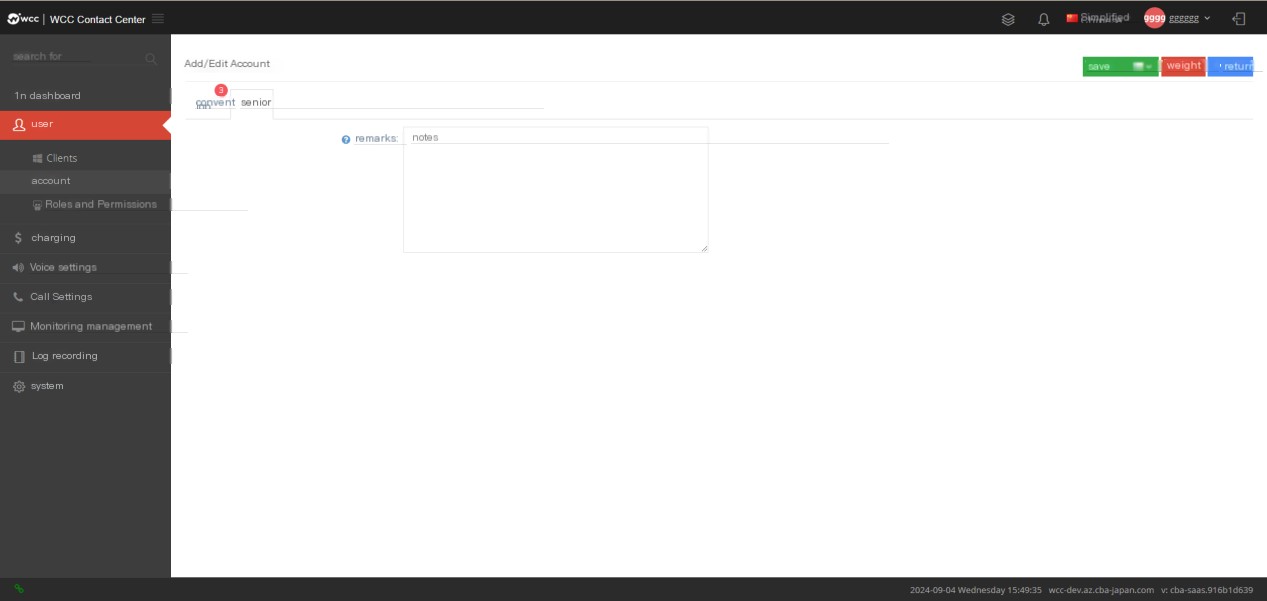 wcc | WCC Contact Center
Simplified
9999 gggggg
search for
Add/Edit Account
save
weight
return
1n dashboard
3
convent senior
user
remarks:
notes
Clients
account
Roles and Permissions
$ charging
Voice settings
Call Settings
Monitoring management
Log recording
system
2024-09-04 Wednesday 15:49:35 wcc-dev.az.cba-japan.com v: cba-saas.916b1d639